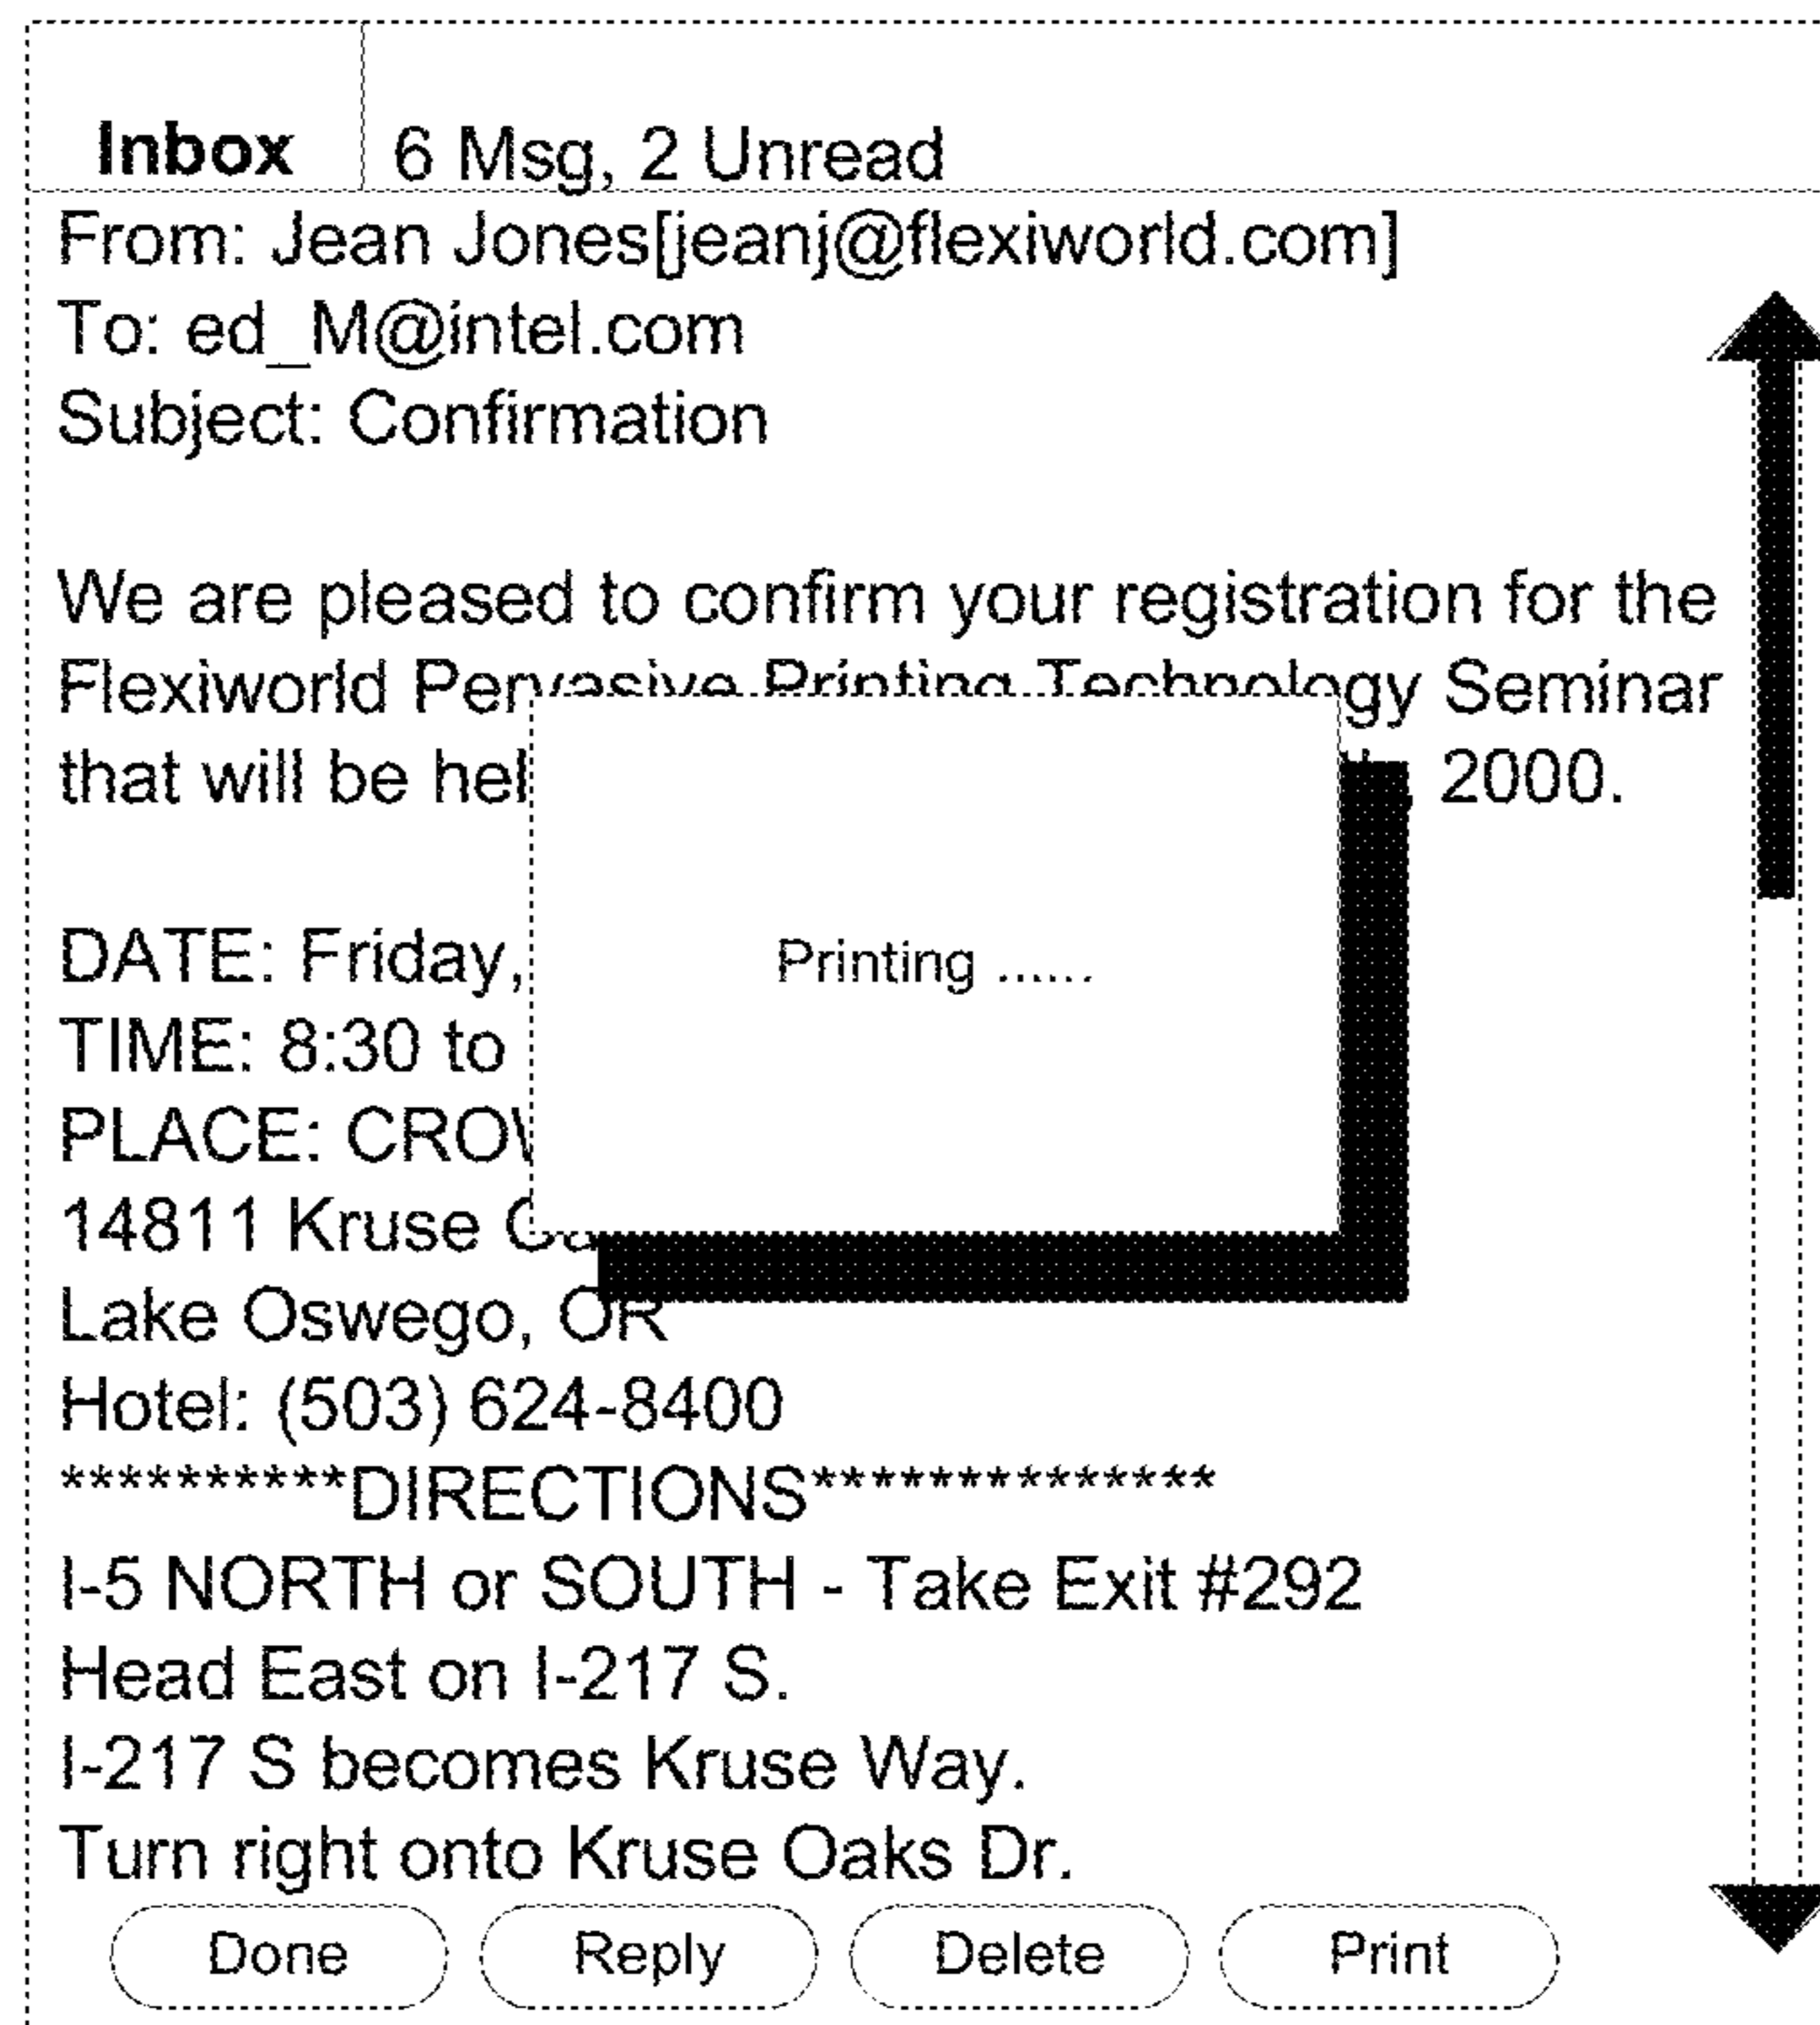 Inbox 6 Msg, 2 Unread
From: Jean Jones[jeanj@flexiworld.com]
To: ed_M@intel.com
Subject: Confirmation
We are pleased to confirm your registration for the
Flexiworld Pervasive Printing Technology Seminar
that will be 2000.
DATE: Friday,
Printing ......
TIME: 8:30 to
PLACE:
14811 Kruse
Lake Oswego, OR
Hotel: (503) 624-8400
**********DIRECTIONS**************
I-5 NORTH or SOUTH - Take Exit #292
Head East on I-217 S.
I-217 S becomes Kruse Way.
Turn right onto Kruse Oaks Dr.
Done Reply Delete Print